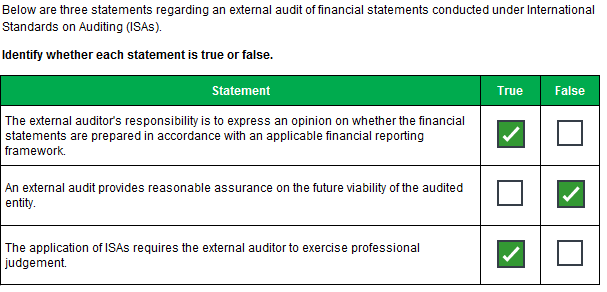 Below are three statements regarding an external audit of financial statements conducted under International
Standards on Auditing (ISAs).
Identify whether each statement is true or false.
Statement True False
The external auditor's responsibility is to express an opinion on whether the financial
statements are prepared in accordance with an applicable financial reporting
framework.
An external audit provides reasonable assurance on the future viability of the audited
entity.
The application of ISAs requires the external auditor to exercise professional
judgement.